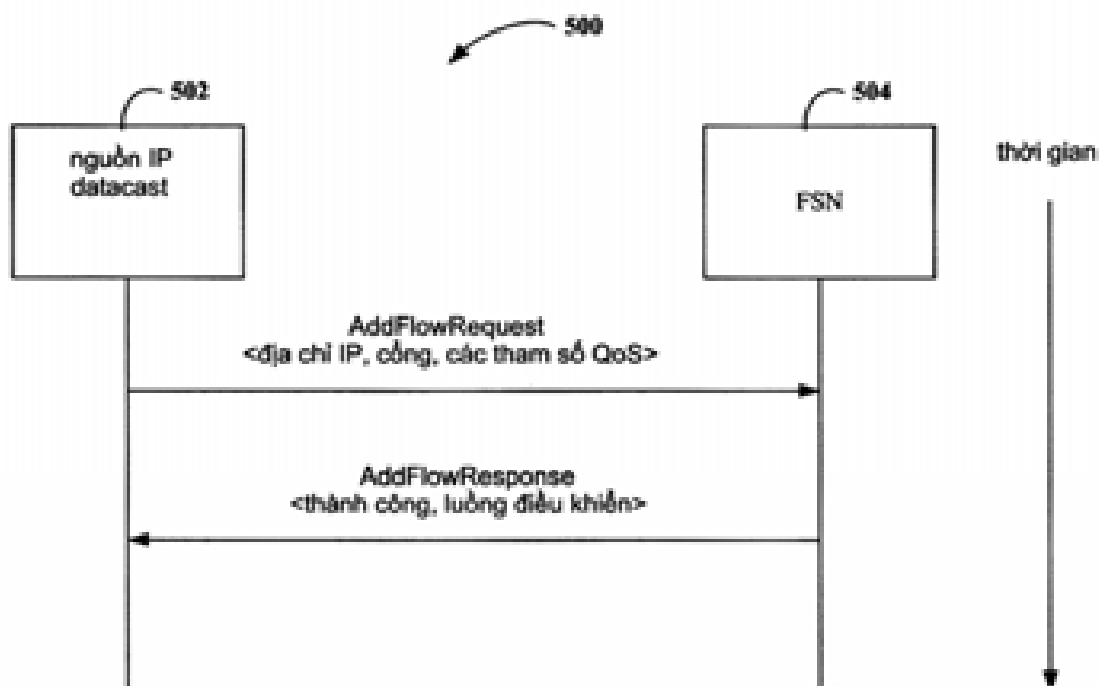 500
502
504
nguồn IP
datacast
FSN
thời gian
AddFlowRequest
<địa chỉ IP, cổng, các tham số QoS>
AddFlowResponse
<thành công, luồng điều khiển>